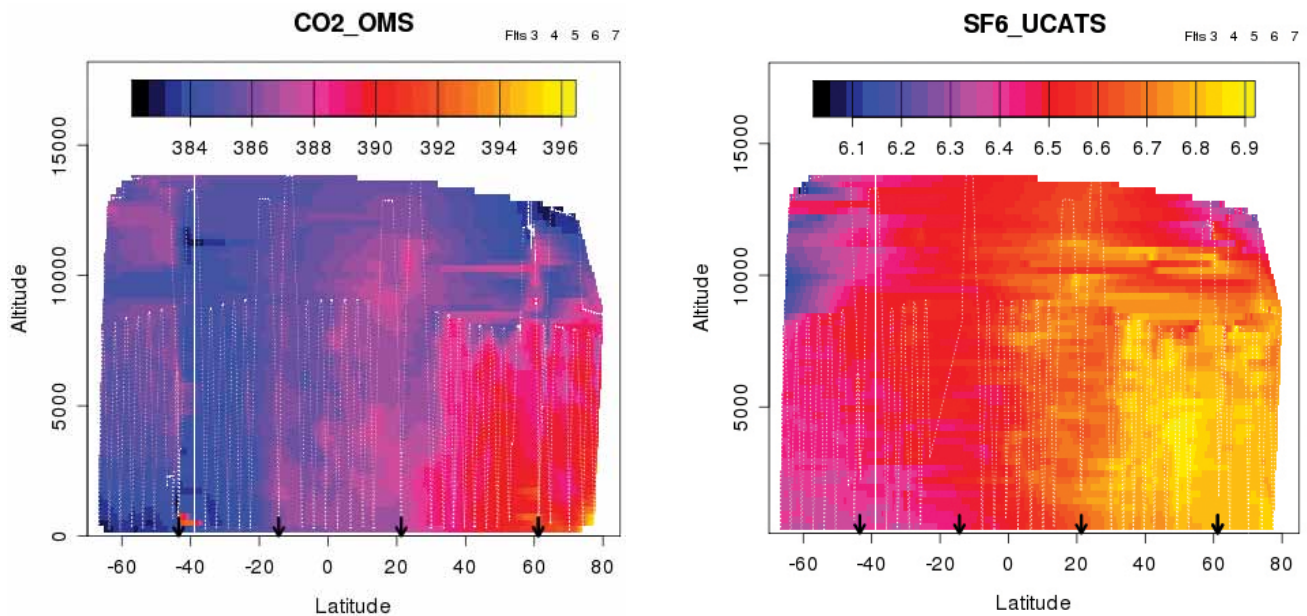 CO2_OMS
Flts 3 4 5 6 7
384 386 388 390 392 394 396
15000
10000
5000
0
Altitude
-60 -40 -20 0 20 40 60 80
Latitude
SF6_UCATS
Flts 3 4 5 6 7
6.1 6.2 6.3 6.4 6.5 6.6 6.7 6.8 6.9
15000
10000
5000
Altitude
-60 -40 -20 0 20 40 60 80
Latitude